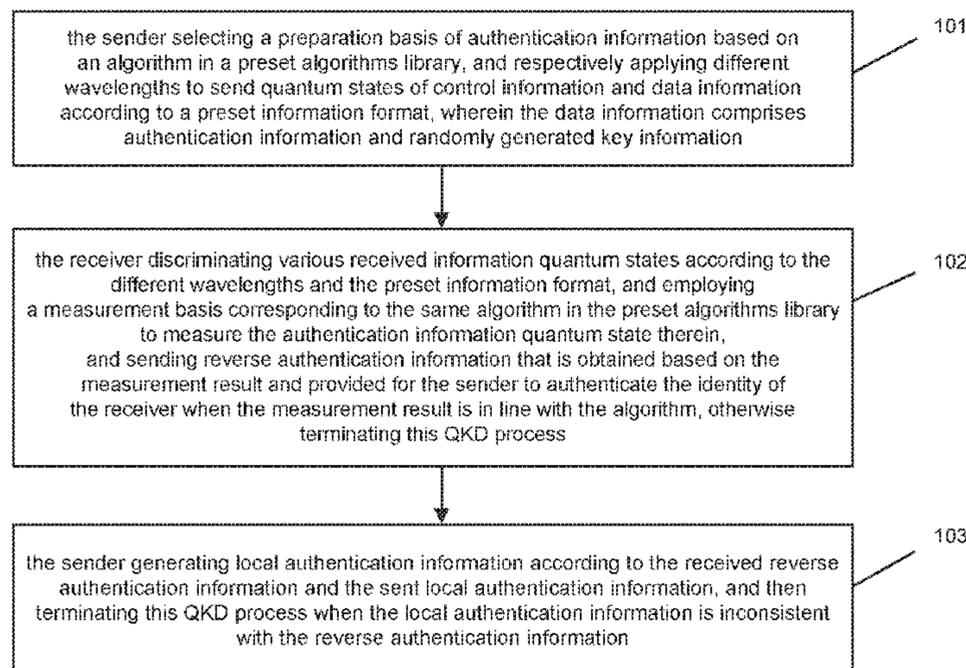 the sender selecting a preparation basis of authentication information based on
an algorithm in a preset algorithms library, and respectively applying different
wavelengths to send quantum states of control information and data information
according to a preset information format, wherein the data information comprises
authentication information and randomly generated key information
101
the receiver discriminating various received information quantum states according to the
different wavelengths and the preset information format, and employing
a measurement basis corresponding to the same algorithm in the preset algorithms library
to measure the authentication information quantum state therein,
and sending reverse authentication information that is obtained based on the
measurement result and provided for the sender to authenticate the identity of
the receiver when the measurement result is in line with the algorithm, otherwise
terminating this QKD process
102
the sender generating local authentication information according to the received reverse
authentication information and the sent local authentication information, and then
terminating this QKD process when the local authentication information is inconsistent
with the reverse authentication information
103